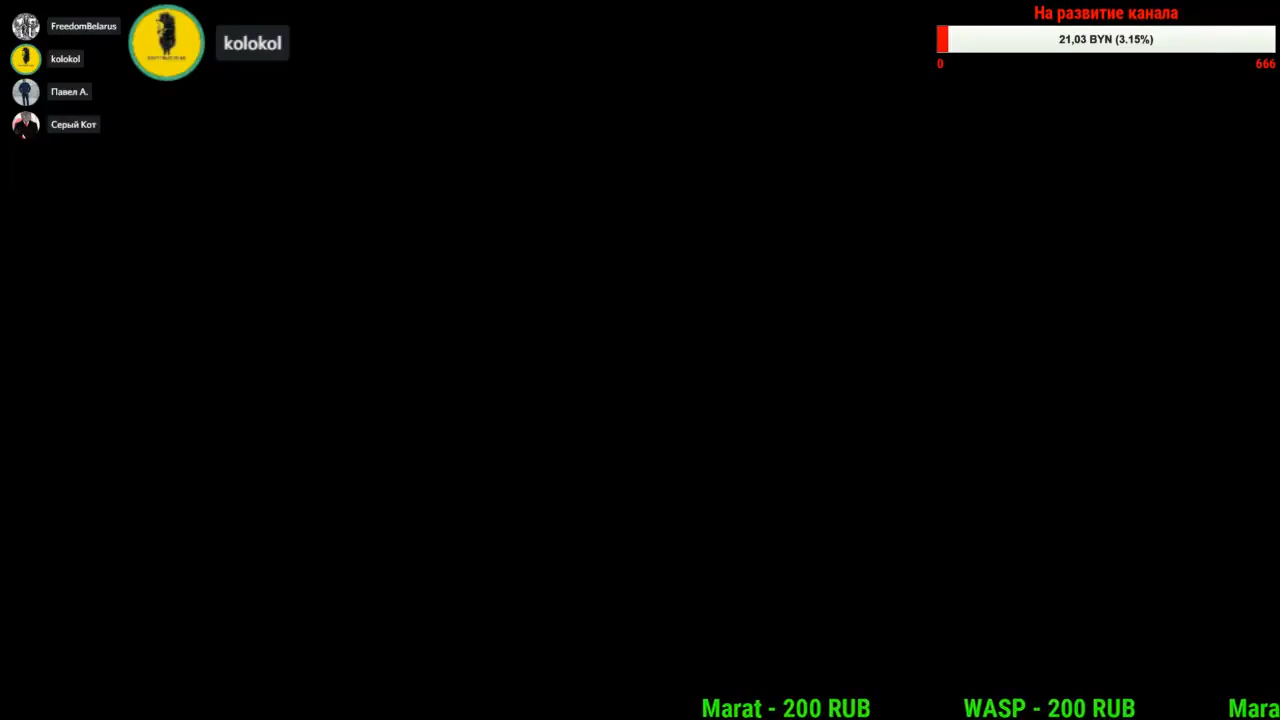 FreedomBelarus
kolokol
Павел А.
Серый Кот
kolokol
На развитие канала
21,03 BYN (3.15%)
0
666
Marat - 200 RUB
WASP - 200 RUB
Mara